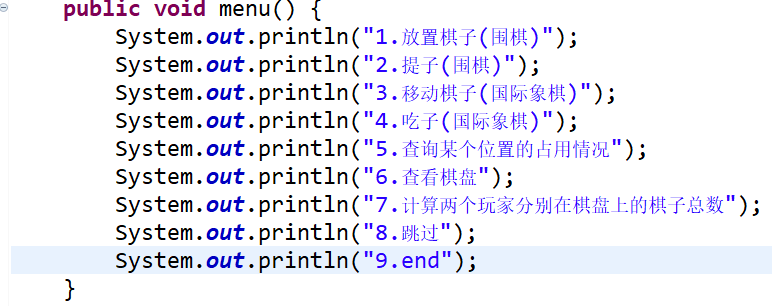 public void menu() {
System.out.println("1.放置棋子(围棋)");
System.out.println("2.提子(围棋)");
System.out.println("3.移动棋子(国际象棋)");
System.out.println("4.吃子(国际象棋)");
System.out.println("5.查询某个位置的占用情况");
System.out.println("6.查看棋盘");
System.out.println("7.计算两个玩家分别在棋盘上的棋子总数");
System.out.println("8.跳过");
System.out.println("9.end");
}